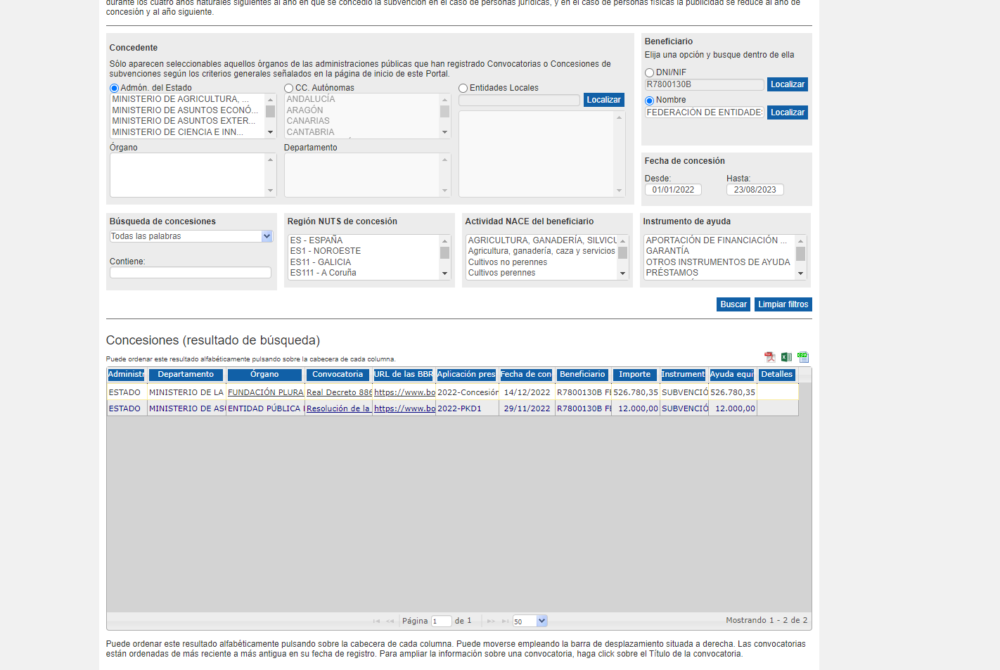 durante los cuatro años naturales siguientes al año en que se concedió la subvención en el caso de personas jurídicas, y en el caso de personas físicas la publicidad se reduce al año de
concesión y al año siguiente.
Concedente
Sólo aparecen seleccionables aquellos órganos de las administraciones públicas que han registrado Convocatorias o Concesiones de
subvenciones según los criterios generales señalados en la página de inicio de este Portal.
Admón. del Estado
MINISTERIO DE AGRICULTURA, ...
MINISTERIO DE ASUNTOS ECONÓ...
MINISTERIO DE ASUNTOS EXTER...
MINISTERIO DE CIENCIA E INN...
Órgano
CC. Autónomas
ANDALUCÍA
ARAGÓN
CANARIAS
CANTABRIA
Departamento
Entidades Locales
Localizar
Beneficiario
Elija una opción y busque dentro de ella
DNI/NIF
R7800130B Localizar
Nombre
FEDERACIÓN DE ENTIDADES Localizar
Fecha de concesión
Desde: Hasta:
01/01/2022 23/08/2023
Búsqueda de concesiones
Todas las palabras
Contiene:
Región NUTS de concesión
ES - ESPAÑA
ES1 - NOROESTE
ES11 - GALICIA
ES111 - A Coruña
Actividad NACE del beneficiario
AGRICULTURA, GANADERÍA, SILVICU
Agricultura, ganadería, caza y servicios
Cultivos no perennes
Cultivos perennes
Instrumento de ayuda
APORTACIÓN DE FINANCIACIÓN ...
GARANTÍA
OTROS INSTRUMENTOS DE AYUDA
PRÉSTAMOS
Buscar Limpiar filtros
Concesiones (resultado de búsqueda)
Puede ordenar este resultado alfabéticamente pulsando sobre la cabecera de cada columna.
Administr Departamento Órgano Convocatoria URL de las BBR Aplicación pres Fecha de con Beneficiario Importe Instrument Ayuda equi Detalles
ESTADO MINISTERIO DE LA FUNDACIÓN PLURA Real Decreto 886 https://www.bo 2022-Concesión 14/12/2022 R7800130B FE 526.780,35 SUBVENCIÓ 526.780,35
ESTADO MINISTERIO DE ASU ENTIDAD PÚBLICA Resolución de la https://www.bo 2022-PKD1 29/11/2022 R7800130B FE 12.000,00 SUBVENCIÓ 12.000,00
Página 1 de 1 50 Mostrando 1 - 2 de 2
Puede ordenar este resultado alfabéticamente pulsando sobre la cabecera de cada columna. Puede moverse empleando la barra de desplazamiento situada a derecha. Las convocatorias
están ordenadas de más reciente a más antigua en su fecha de registro. Para ampliar la información sobre una convocatoria, haga click sobre el Título de la convocatoria.